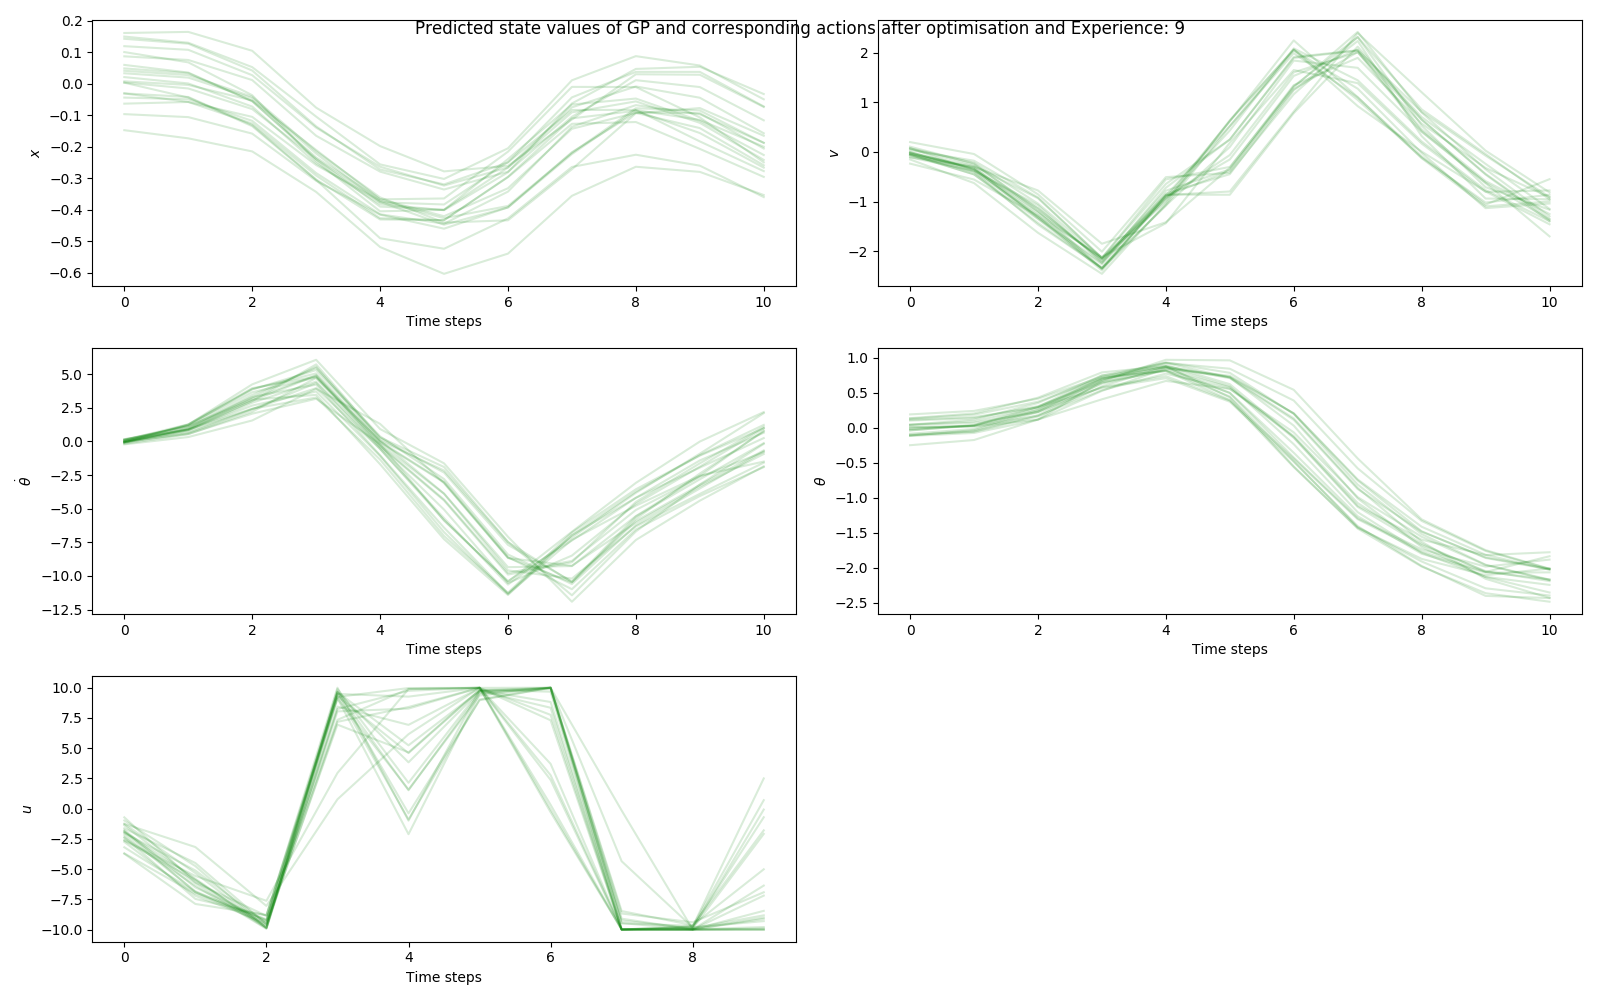 Predicted state values of GP and corresponding actions after optimisation and Experience: 9
0.2
0.1
0.0
−0.1
−0.2
−0.3
−0.4
−0.5
−0.6
x
0 2 4 6 8 10
Time steps
2
1
0
−1
−2
v
0 2 4 6 8 10
Time steps
5.0
2.5
0.0
−2.5
−5.0
−7.5
−10.0
−12.5
θ̇
0 2 4 6 8 10
Time steps
1.0
0.5
0.0
−0.5
−1.0
−1.5
−2.0
−2.5
θ
0 2 4 6 8 10
Time steps
10.0
7.5
5.0
2.5
0.0
−2.5
−5.0
−7.5
−10.0
u
0 2 4 6 8
Time steps